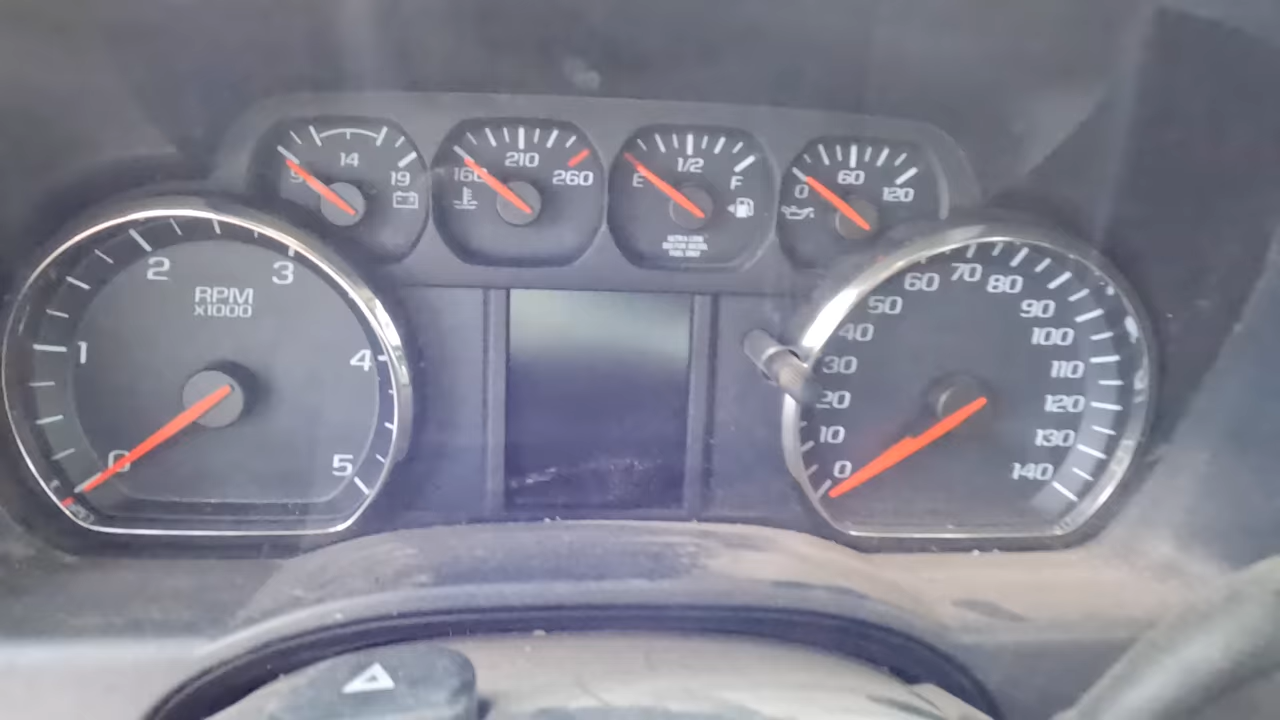 9 14 19
160 210 260
E 1/2 F
ULTRA LOW
SULFUR DIESEL
FUEL ONLY
0 60 120
0 1 2 3 4 5
RPM
x1000
0 10 20 30 40 50 60 70 80 90 100 110 120 130 140